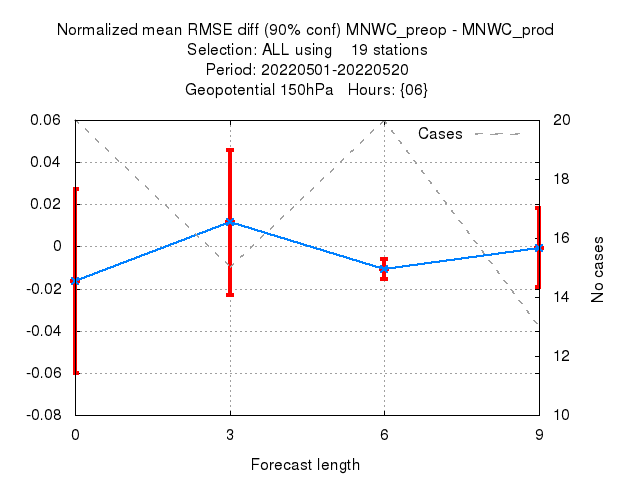 Normalized mean RMSE diff (90% conf) MNWC_preop - MNWC_prod
Selection: ALL using    19 stations
Period: 20220501-20220520
Geopotential 150hPa   Hours: {06}
Cases
0.06
0.04
0.02
0
-0.02
-0.04
-0.06
-0.08
20
18
16
14
12
10
No cases
0
3
6
9
Forecast length